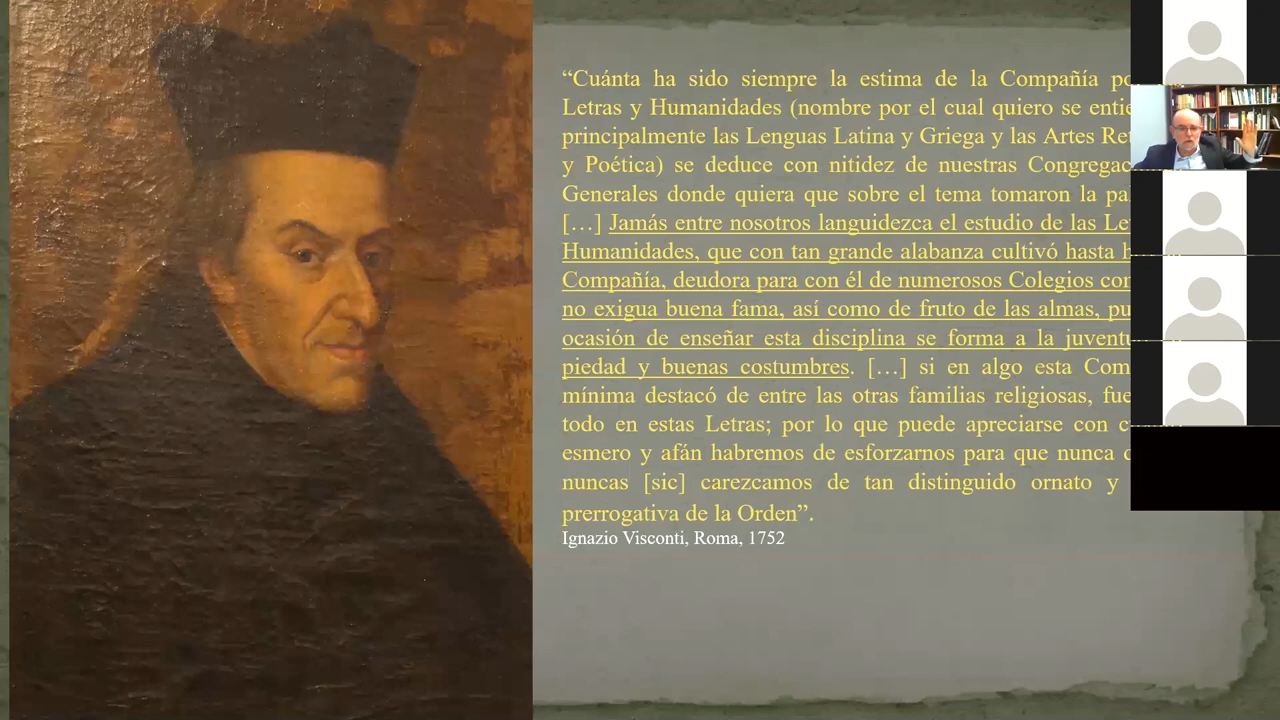 “Cuánta ha sido siempre la estima de la Compañía
Letras y Humanidades (nombre por el cual quiero se
principalmente las Lenguas Latina y Griega y las Artes
y Poética) se deduce con nitidez de nuestras
Generales donde quiera que sobre el tema tomaron la
[…] Jamás entre nosotros languidezca el estudio de las
Humanidades, que con tan grande alabanza cultivó hasta
Compañía, deudora para con él de numerosos Colegios
no exigua buena fama, así como de fruto de las almas,
ocasión de enseñar esta disciplina se forma a la
piedad y buenas costumbres. […] si en algo esta
mínima destacó de entre las otras familias religiosas,
todo en estas Letras; por lo que puede apreciarse con
esmero y afán habremos de esforzarnos para que nunca
nuncas [sic] carezcamos de tan distinguido ornato y
prerrogativa de la Orden”.
Ignazio Visconti, Roma, 1752